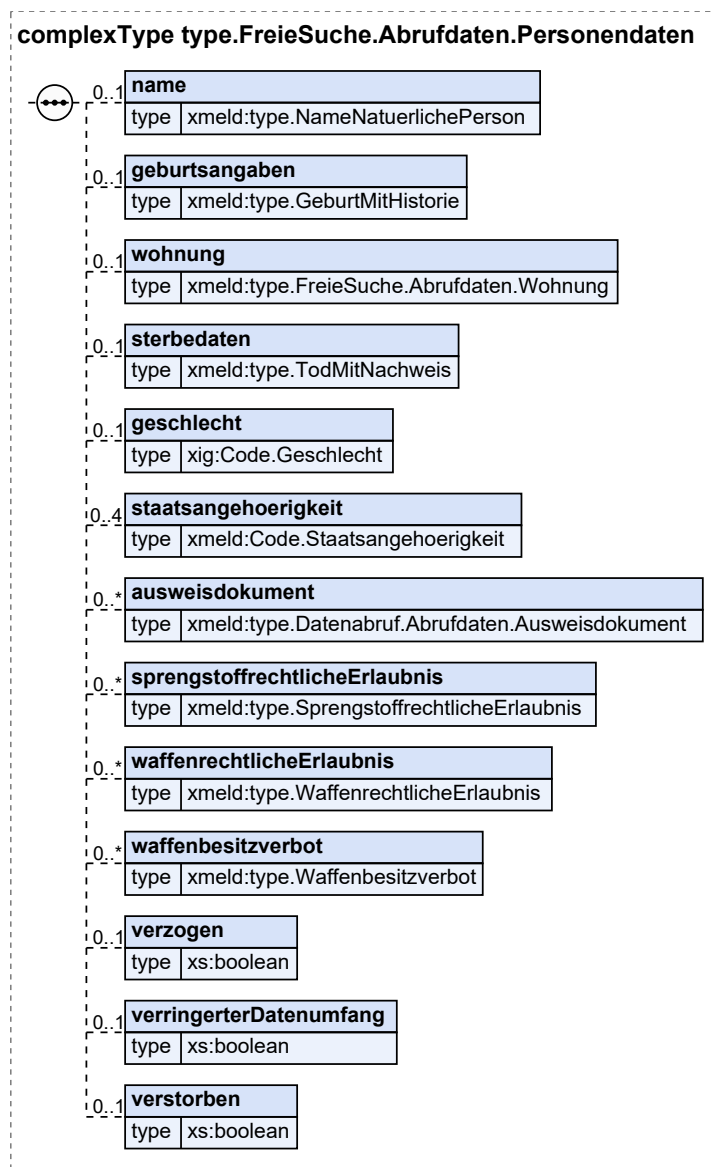 complexType type.FreieSuche.Abrufdaten.Personendaten
0..1 name
type xmeld:type.NameNatuerlichePerson
0..1 geburtsangaben
type xmeld:type.GeburtMitHistorie
0..1 wohnung
type xmeld:type.FreieSuche.Abrufdaten.Wohnung
0..1 sterbedaten
type xmeld:type.TodMitNachweis
0..1 geschlecht
type xig:Code.Geschlecht
0..4 staatsangehoerigkeit
type xmeld:Code.Staatsangehoerigkeit
0..* ausweisdokument
type xmeld:type.Datenabruf.Abrufdaten.Ausweisdokument
0..* sprengstoffrechtlicheErlaubnis
type xmeld:type.SprengstoffrechtlicheErlaubnis
0..* waffenrechtlicheErlaubnis
type xmeld:type.WaffenrechtlicheErlaubnis
0..* waffenbesitzverbot
type xmeld:type.Waffenbesitzverbot
0..1 verzogen
type xs:boolean
0..1 verringerterDatenumfang
type xs:boolean
0..1 verstorben
type xs:boolean